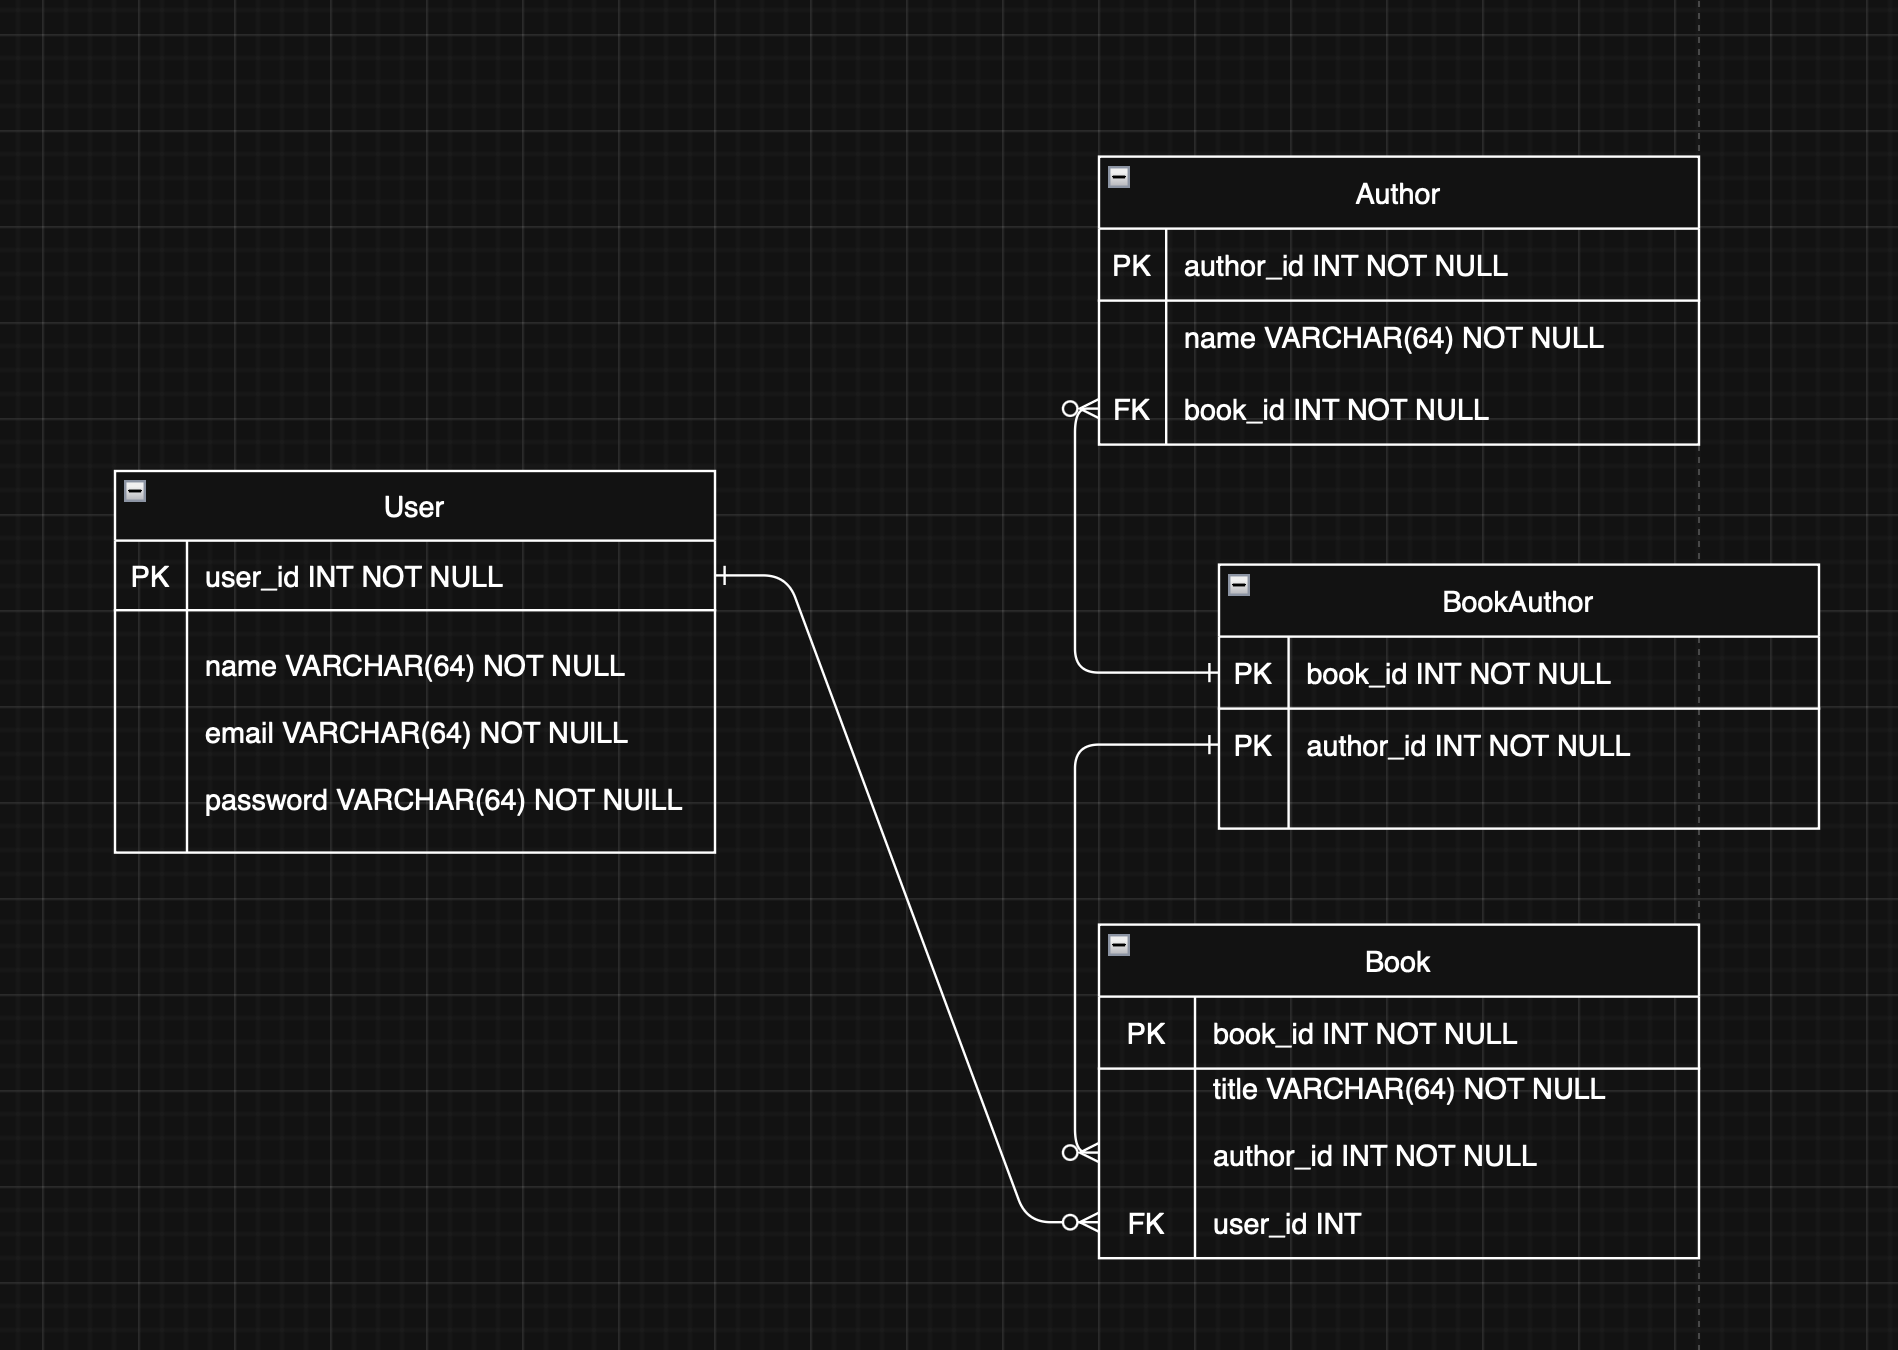 Author
PK author_id INT NOT NULL
name VARCHAR(64) NOT NULL
FK book_id INT NOT NULL
User
PK user_id INT NOT NULL
name VARCHAR(64) NOT NULL
email VARCHAR(64) NOT NUILL
password VARCHAR(64) NOT NUILL
BookAuthor
PK book_id INT NOT NULL
PK author_id INT NOT NULL
Book
PK book_id INT NOT NULL
title VARCHAR(64) NOT NULL
author_id INT NOT NULL
FK user_id INT